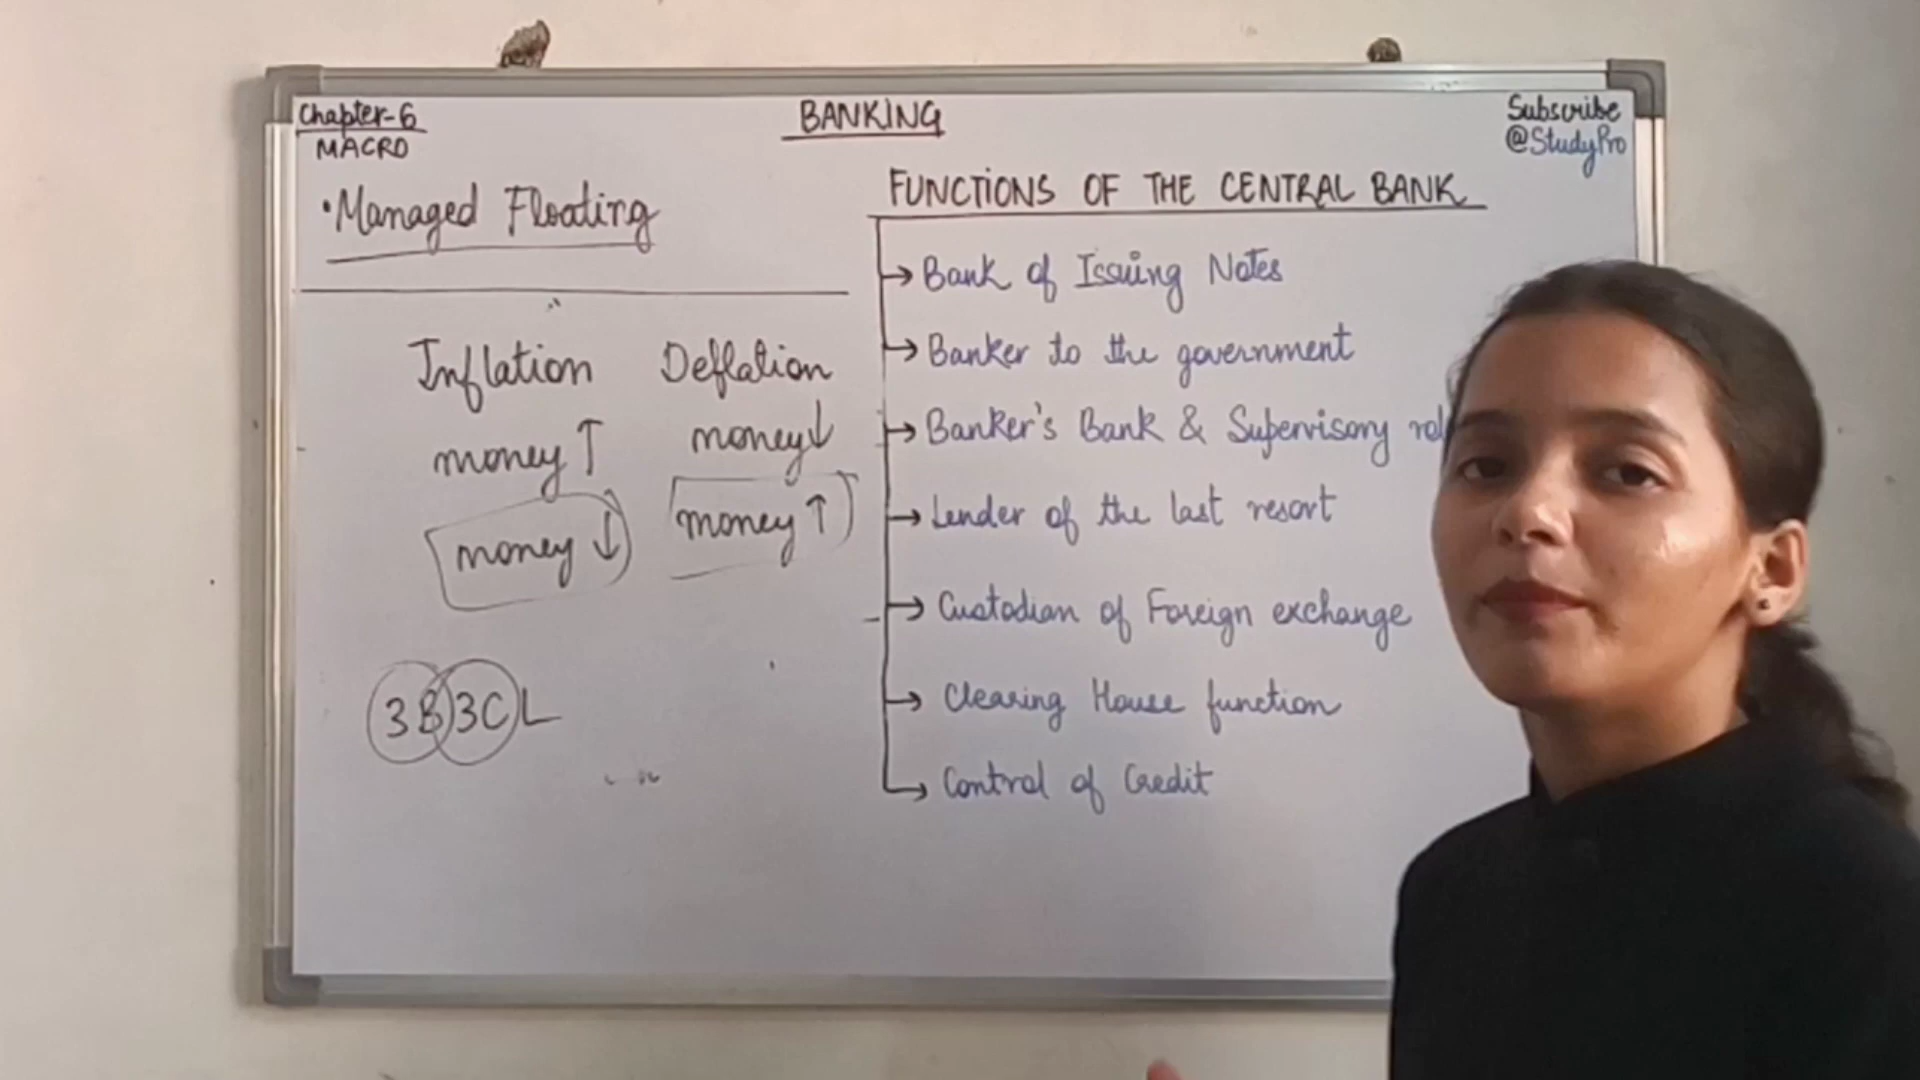 Chapter-6
MACRO
BANKING
Subscribe
@StudyPro
• Managed Floating
Inflation
money ↑
money ↓
Deflation
money ↓
money ↑
3B 3C L
FUNCTIONS OF THE CENTRAL BANK
→ Bank of Issuing Notes
→ Banker to the government
→ Banker's Bank & Supervisory
→ Lender of the last resort
→ Custodian of Foreign exchange
→ Clearing House function
→ Control of Credit